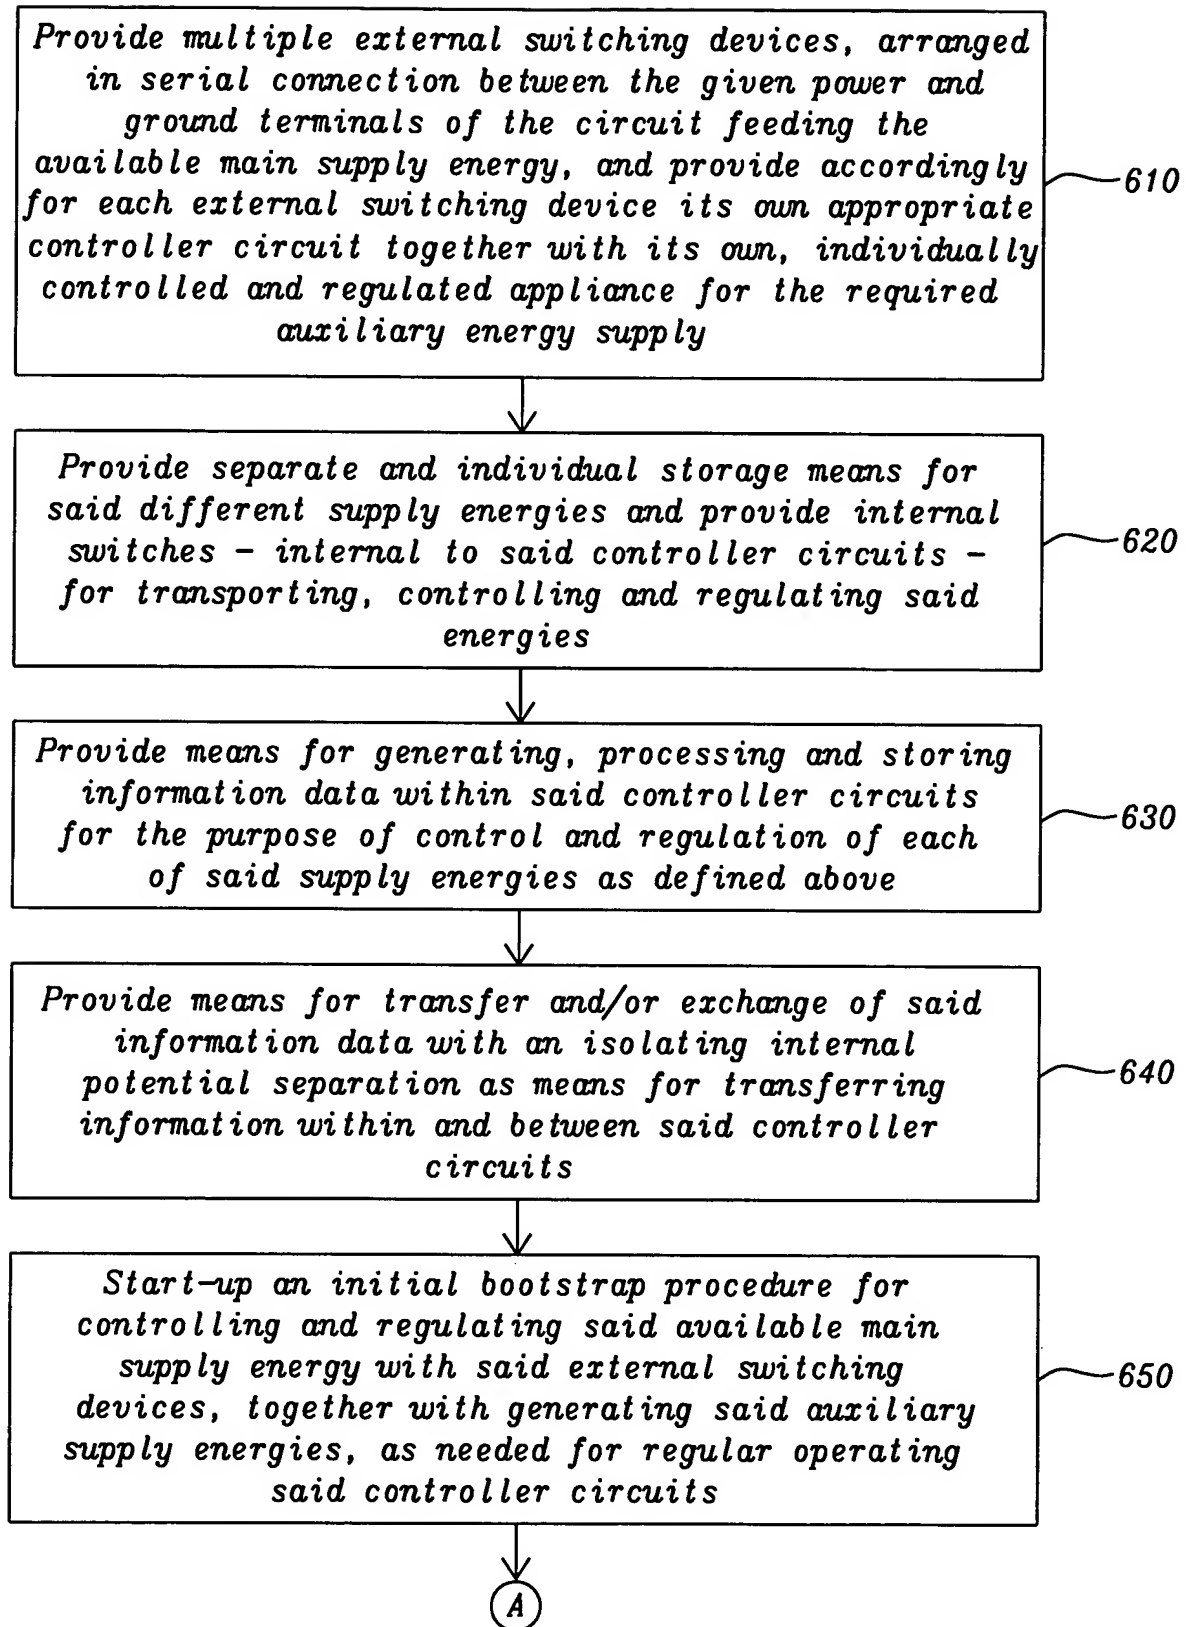 Provide multiple external switching devices, arranged
in serial connection between the given power and
ground terminals of the circuit feeding the
available main supply energy, and provide accordingly
for each external switching device its own appropriate
controller circuit together with its own, individually
controlled and regulated appliance for the required
auxiliary energy supply
610
Provide separate and individual storage means for
said different supply energies and provide internal
switches - internal to said controller circuits -
for transporting, controlling and regulating said
energies
620
Provide means for generating, processing and storing
information data within said controller circuits
for the purpose of control and regulation of each
of said supply energies as defined above
630
Provide means for transfer and/or exchange of said
information data with an isolating internal
potential separation as means for transferring
information within and between said controller
circuits
640
Start-up an initial bootstrap procedure for
controlling and regulating said available main
supply energy with said external switching
devices, together with generating said auxiliary
supply energies, as needed for regular operating
said controller circuits
650
A